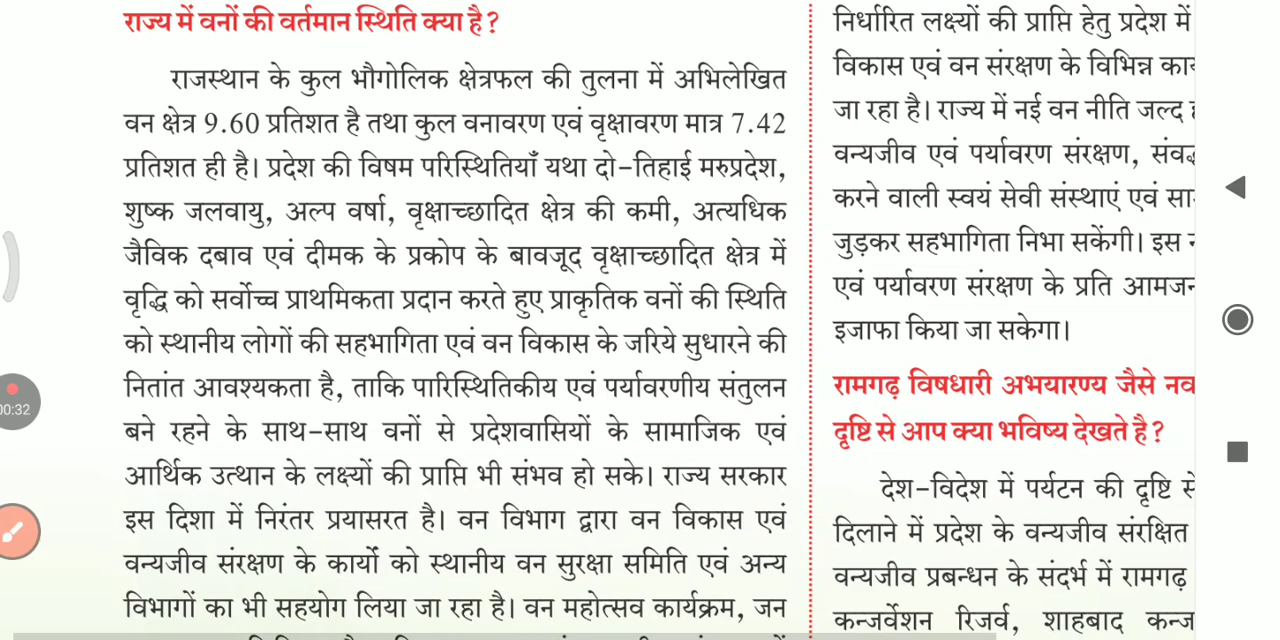 राज्य में वनों की वर्तमान स्थिति क्या है?
राजस्थान के कुल भौगोलिक क्षेत्रफल की तुलना में अभिलेखित
वन क्षेत्र 9.60 प्रतिशत है तथा कुल वनावरण एवं वृक्षावरण मात्र 7.42
प्रतिशत ही है। प्रदेश की विषम परिस्थितियाँ यथा दो-तिहाई मरुप्रदेश,
शुष्क जलवायु, अल्प वर्षा, वृक्षाच्छादित क्षेत्र की कमी, अत्यधिक
जैविक दबाव एवं दीमक के प्रकोप के बावजूद वृक्षाच्छादित क्षेत्र में
वृद्धि को सर्वोच्च प्राथमिकता प्रदान करते हुए प्राकृतिक वनों की स्थिति
को स्थानीय लोगों की सहभागिता एवं वन विकास के जरिये सुधारने की
नितांत आवश्यकता है, ताकि पारिस्थितिकीय एवं पर्यावरणीय संतुलन
बने रहने के साथ-साथ वनों से प्रदेशवासियों के सामाजिक एवं
आर्थिक उत्थान के लक्ष्यों की प्राप्ति भी संभव हो सके। राज्य सरकार
इस दिशा में निरंतर प्रयासरत है। वन विभाग द्वारा वन विकास एवं
वन्यजीव संरक्षण के कार्यों को स्थानीय वन सुरक्षा समिति एवं अन्य
विभागों का भी सहयोग लिया जा रहा है। वन महोत्सव कार्यक्रम, जन
निर्धारित लक्ष्यों की प्राप्ति हेतु प्रदेश में
विकास एवं वन संरक्षण के विभिन्न
जा रहा है। राज्य में नई वन नीति जल्द
वन्यजीव एवं पर्यावरण संरक्षण,
करने वाली स्वयं सेवी संस्थाएं एवं
जुड़कर सहभागिता निभा सकेंगी। इस
एवं पर्यावरण संरक्षण के प्रति आमजन
इजाफा किया जा सकेगा।
रामगढ़ विषधारी अभयारण्य जैसे
दृष्टि से आप क्या भविष्य देखते है?
देश-विदेश में पर्यटन की दृष्टि से
दिलाने में प्रदेश के वन्यजीव संरक्षित
वन्यजीव प्रबन्धन के संदर्भ में रामगढ़
कन्जर्वेशन रिजर्व, शाहबाद
00:32